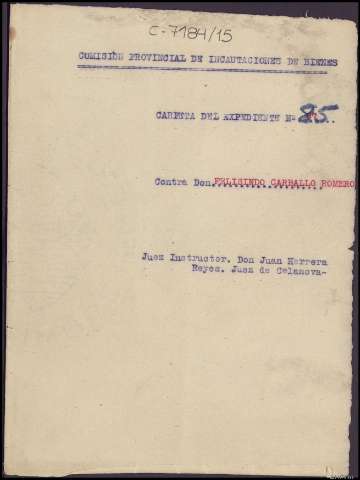 C-7184/15
COMISIÓN PROVINCIAL DE INCAUTACIONES DE BIENES
CARPETA DEL EXPEDIENTE Nº 25.
Contra Don FELISINDO CARBALLO ROMERO
Juez Instructor. Don Juan Herrera
Reyes. Juez de Celanova-